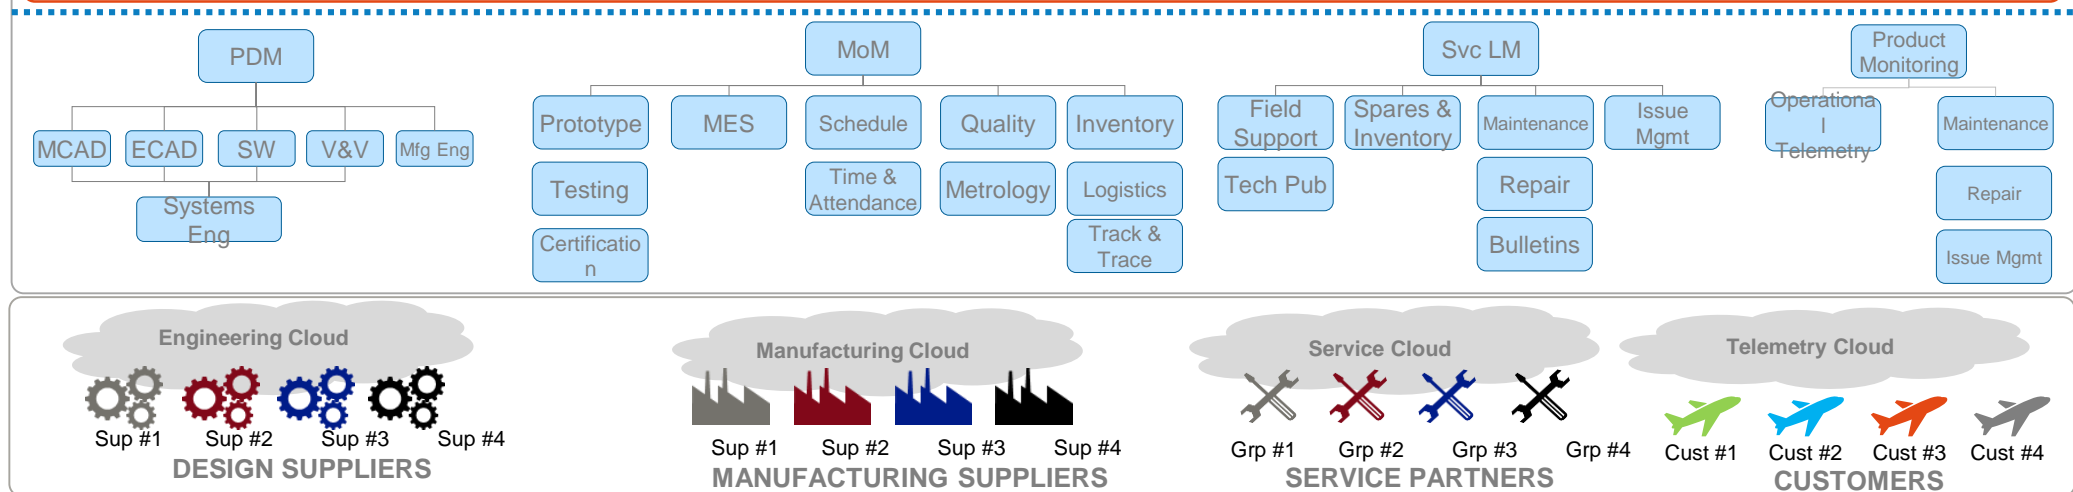 PDM
MCAD
ECAD
SW
V&V
Mfg Eng
Systems
Eng
MoM
Prototype
MES
Schedule
Quality
Inventory
Testing
Time &
Attendance
Metrology
Logistics
Certificatio
n
Track &
Trace
Svc LM
Field
Support
Spares &
Inventory
Maintenance
Issue
Mgmt
Tech Pub
Repair
Bulletins
Product
Monitoring
Operationa
l
Telemetry
Maintenance
Repair
Issue Mgmt
Engineering Cloud
Sup #1
Sup #2
Sup #3
Sup #4
DESIGN SUPPLIERS
Manufacturing Cloud
Sup #1
Sup #2
Sup #3
Sup #4
MANUFACTURING SUPPLIERS
Service Cloud
Grp #1
Grp #2
Grp #3
Grp #4
SERVICE PARTNERS
Telemetry Cloud
Cust #1
Cust #2
Cust #3
Cust #4
CUSTOMERS